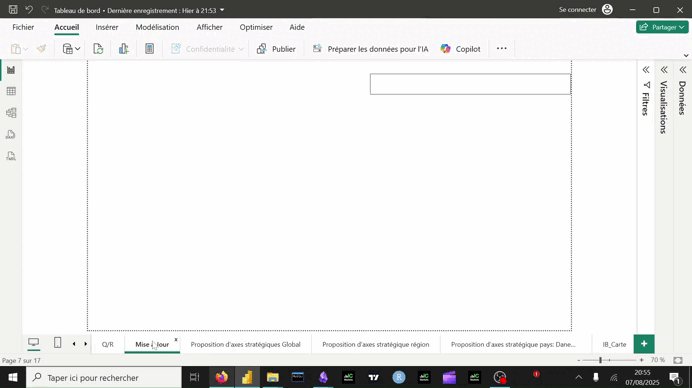 Tableau de bord • Dernière enregistrement : Hier à 21:53
Se connecter
Fichier Accueil Insérer Modélisation Afficher Optimiser Aide
Partager
Confidentialité
Publier
Préparer les données pour l'IA
Copilot
Filtres
Visualisations
Données
Q/R
Mise à Jour
Proposition d'axes stratégiques Global
Proposition d'axes stratégique région
Proposition d'axes stratégique pays: Dane...
IB_Carte
Page 7 sur 17
70 %
Taper ici pour rechercher
20:55
07/08/2025